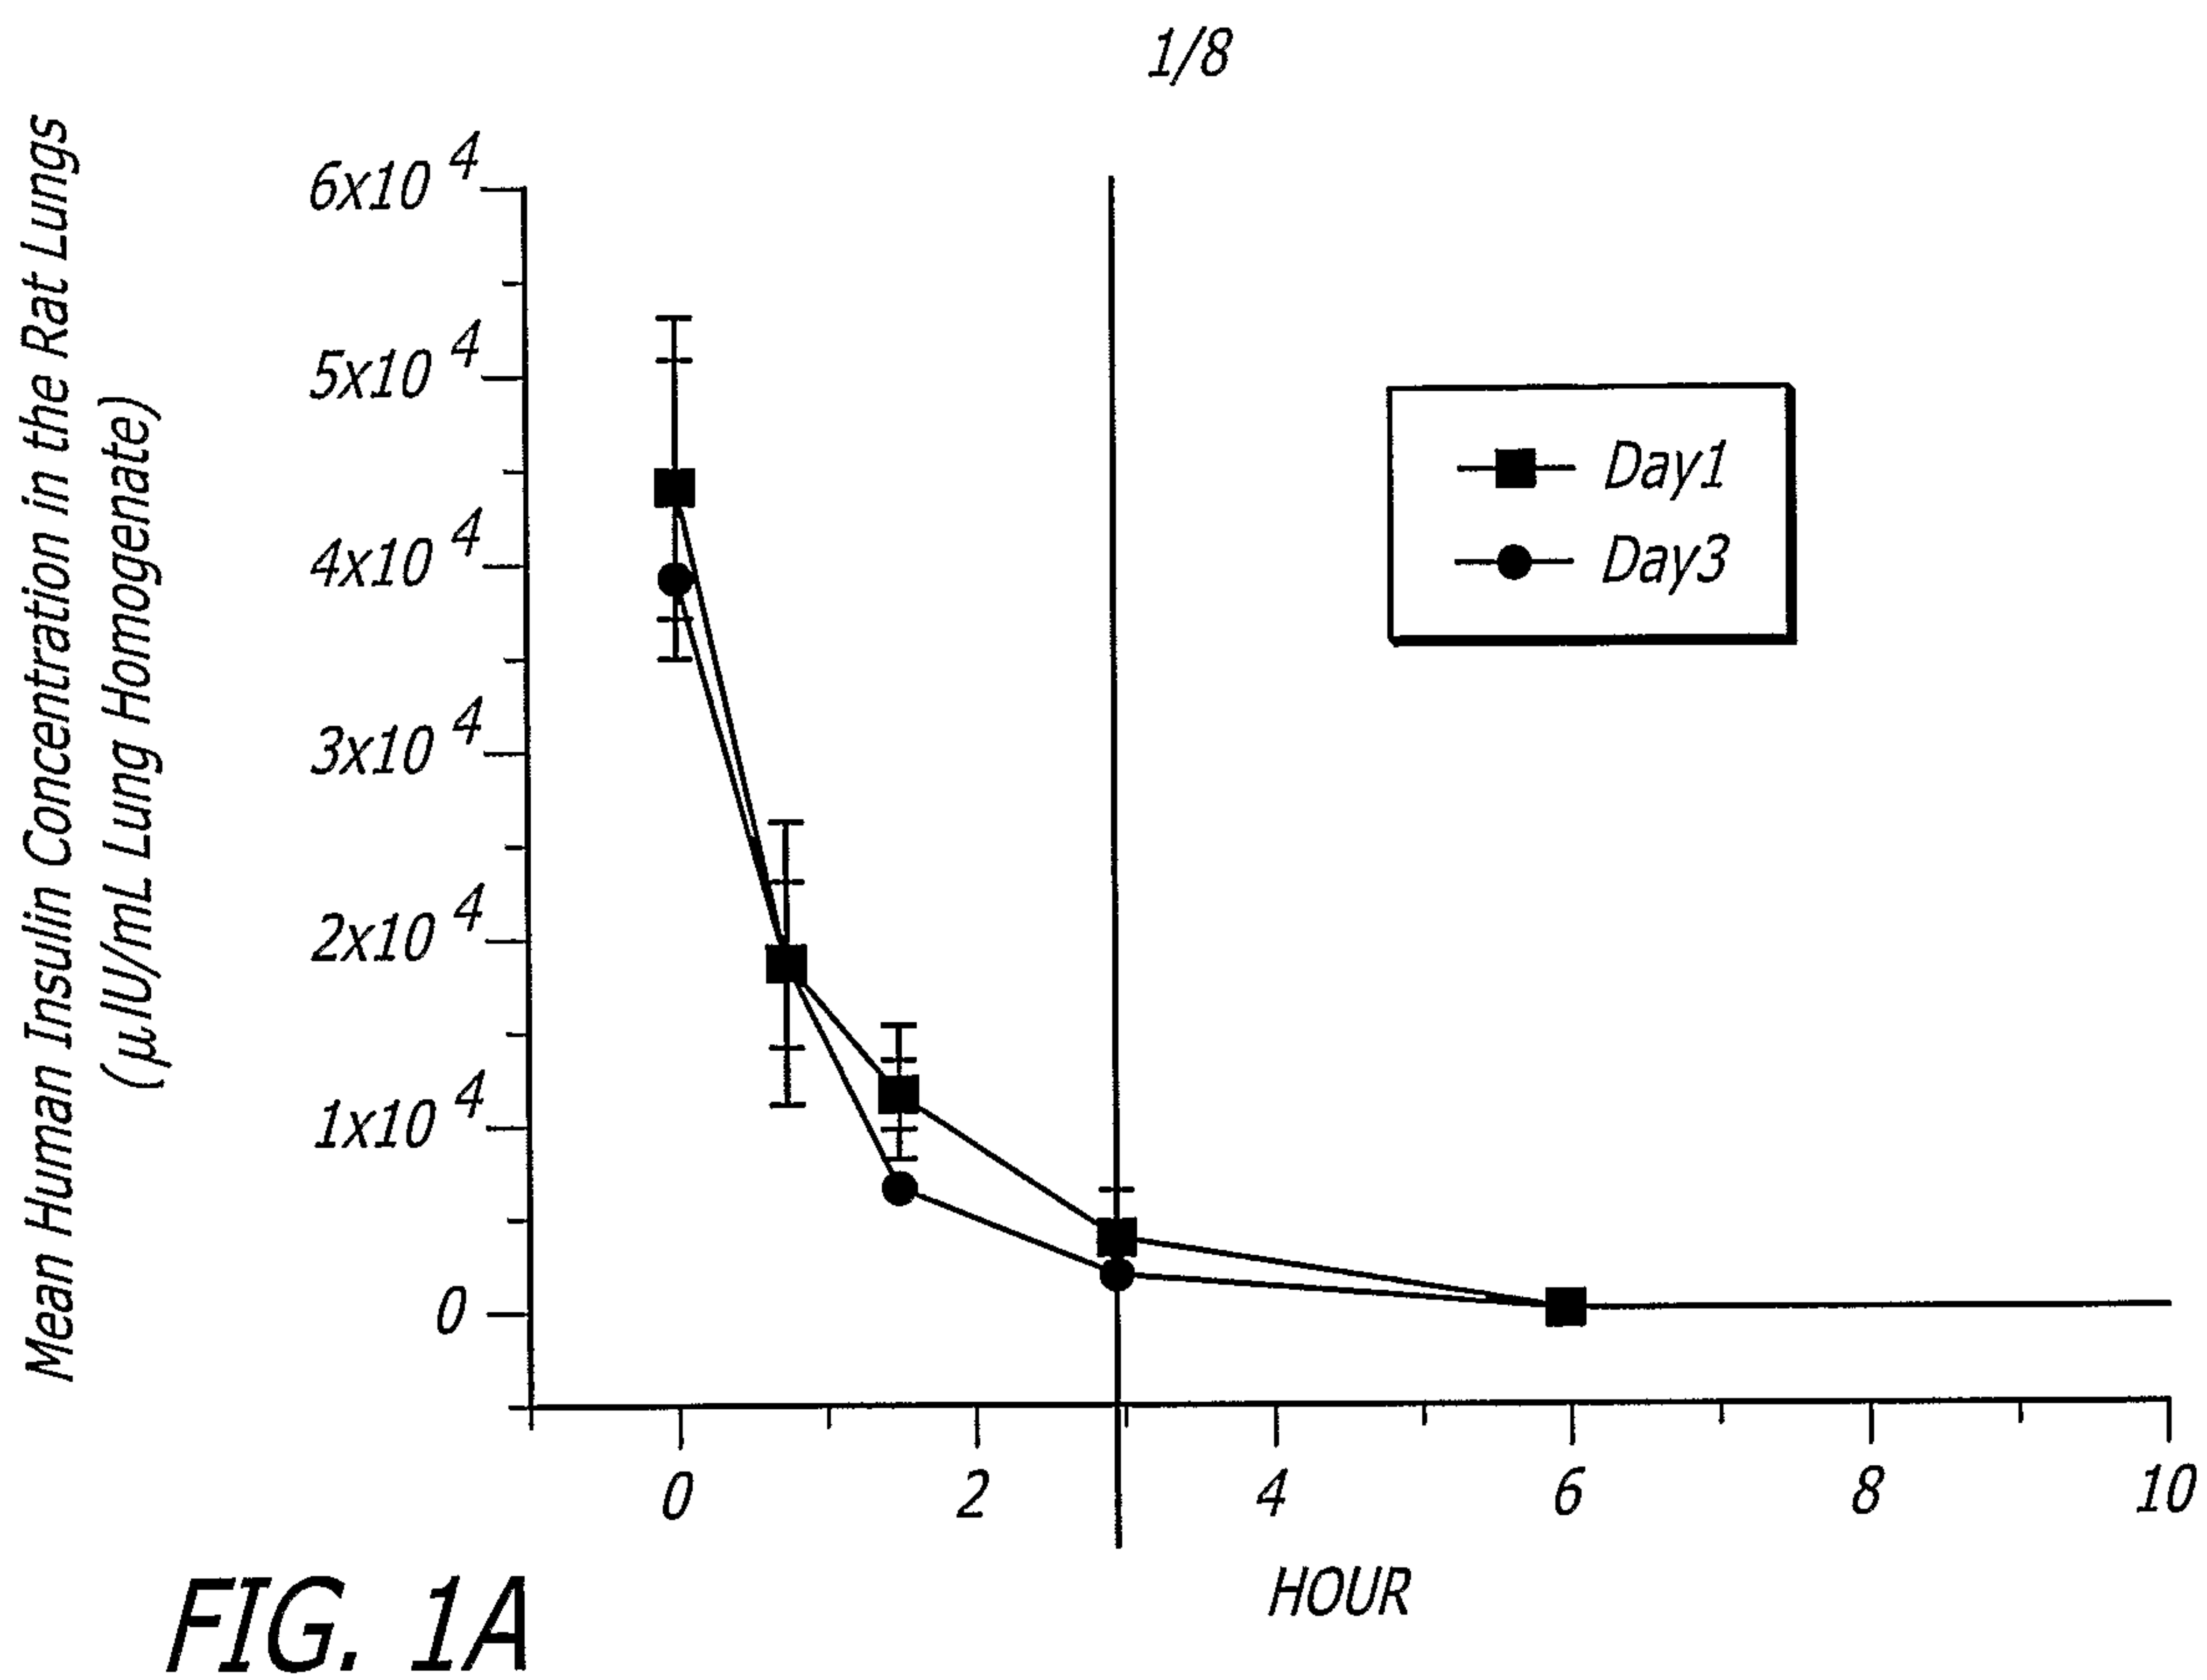 1/8
Mean Human Insulin Concentration in the Rat Lungs
(μIU/mL Lung Homogenate)
6x10 4
5x10 4
4x10 4
3x10 4
2x10 4
1x10 4
0
Day1
Day3
0 2 4 6 8 10
HOUR
FIG. 1A